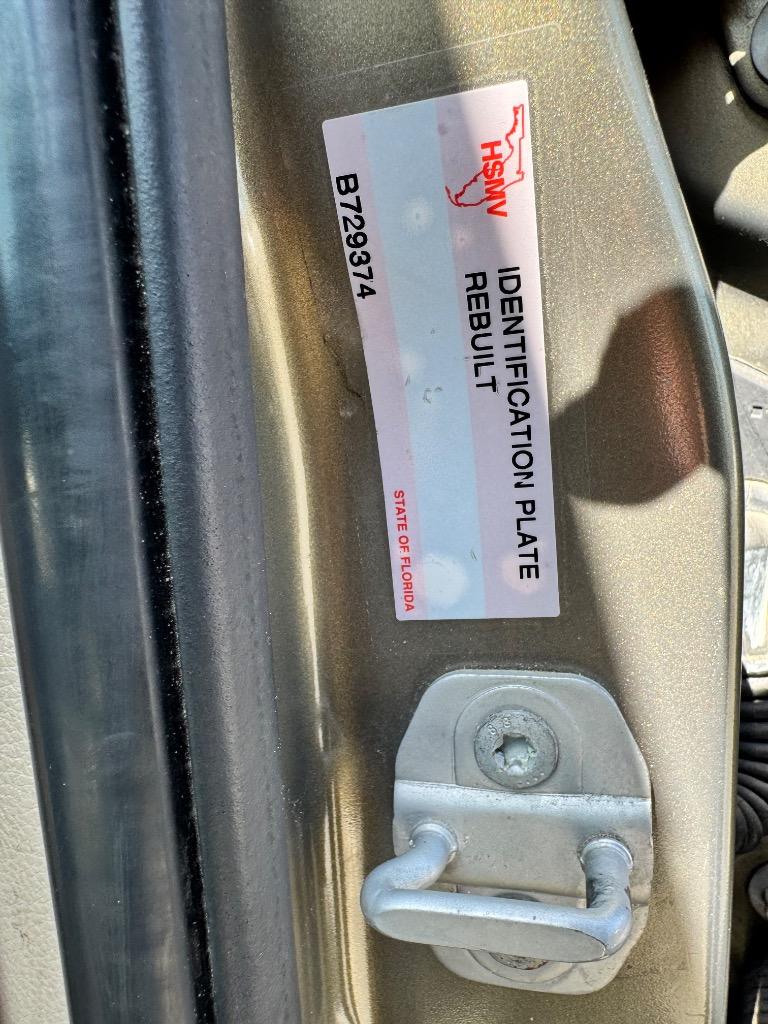 HSMV
IDENTIFICATION PLATE
REBUILT
B729374
STATE OF FLORIDA